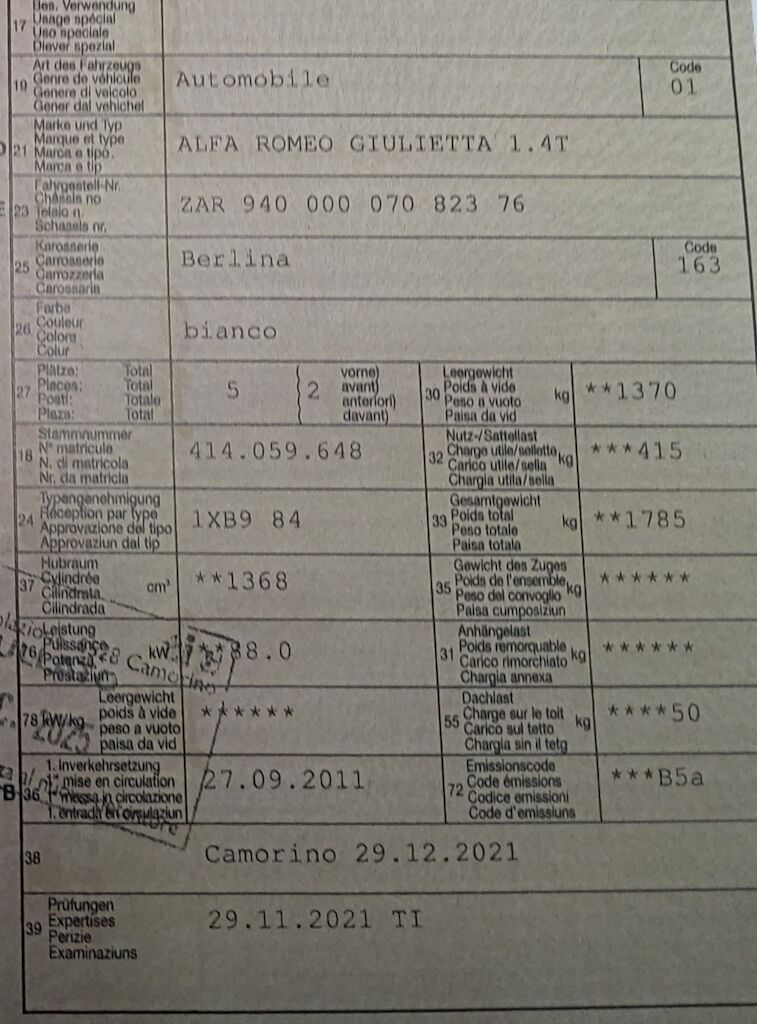 Bes. Verwendung
17 Usage spécial
Uso speciale
Diever spezial
Art des Fahrzeugs
19 Genre de véhicule Automobile Code
Genere di veicolo 01
Gener dal vehichel
Marke und Typ
21 Marque et type ALFA ROMEO GIULIETTA 1.4T
Marca e tipo
Marca e tip
Fahrgestell-Nr.
23 Châssis no ZAR 940 000 070 823 76
Telaio n.
Schassis nr.
Karosserie
25 Carrosserie Berlina Code
Carrozzeria 163
Carossaria
Farbe
26 Couleur bianco
Colore
Colur
Plätze: Total vorne)
27 Places: Total 5 ( 2 avant)
Posti: Totale anteriori)
Plaza: Total davant)
Leergewicht
30 Poids à vide kg **1370
Peso a vuoto
Paisa da vid
Stammnummer
18 N° matricule 414.059.648
N. di matricola
Nr. da matricla
Nutz-/Sattellast
32 Charge utile/sellette kg ***415
Carico utile/sella
Chargia utila/sella
Typengenehmigung
24 Réception par type 1XB9 84
Approvazione del tipo
Approvaziun dal tip
Gesamtgewicht
33 Poids total kg **1785
Peso totale
Paisa totala
Hubraum
37 Cylindrée cm³ **1368
Cilindrata
Cilindrada
Gewicht des Zuges
35 Poids de l'ensemble kg ******
Peso del convoglio
Paisa cumposiziun
Leistung
76 Puissance kW 88.0
Potenza
Prestaziun
Camorino
Anhängelast
31 Poids remorquable kg ******
Carico rimorchiato
Chargia annexa
Leergewicht
78 kW/kg poids à vide ******
peso a vuoto
paisa da vid
Dachlast
55 Charge sur le toit kg ****50
Carico sul tetto
Chargia sin il tetg
1. Inverkehrsetzung
B 36 1re mise en circulation 27.09.2011
1a messa in circolazione
1. entrada en circulaziun
Emissionscode
72 Code émissions ***B5a
Codice emissioni
Code d'emissiuns
38 Camorino 29.12.2021
Prüfungen
39 Expertises 29.11.2021 TI
Perizie
Examinaziuns